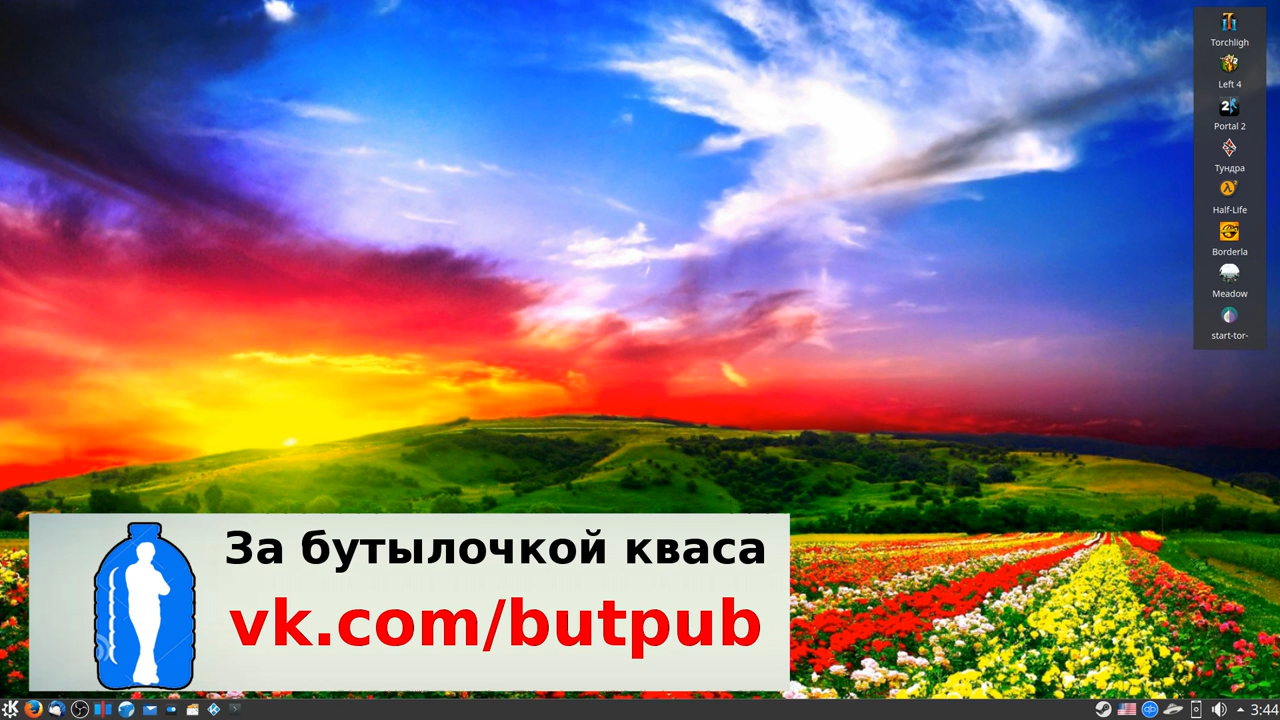 Torchligh
Left 4
Portal 2
Тундра
Half-Life
Borderla
Meadow
start-tor-
За бутылочкой кваса
vk.com/butpub
3:44